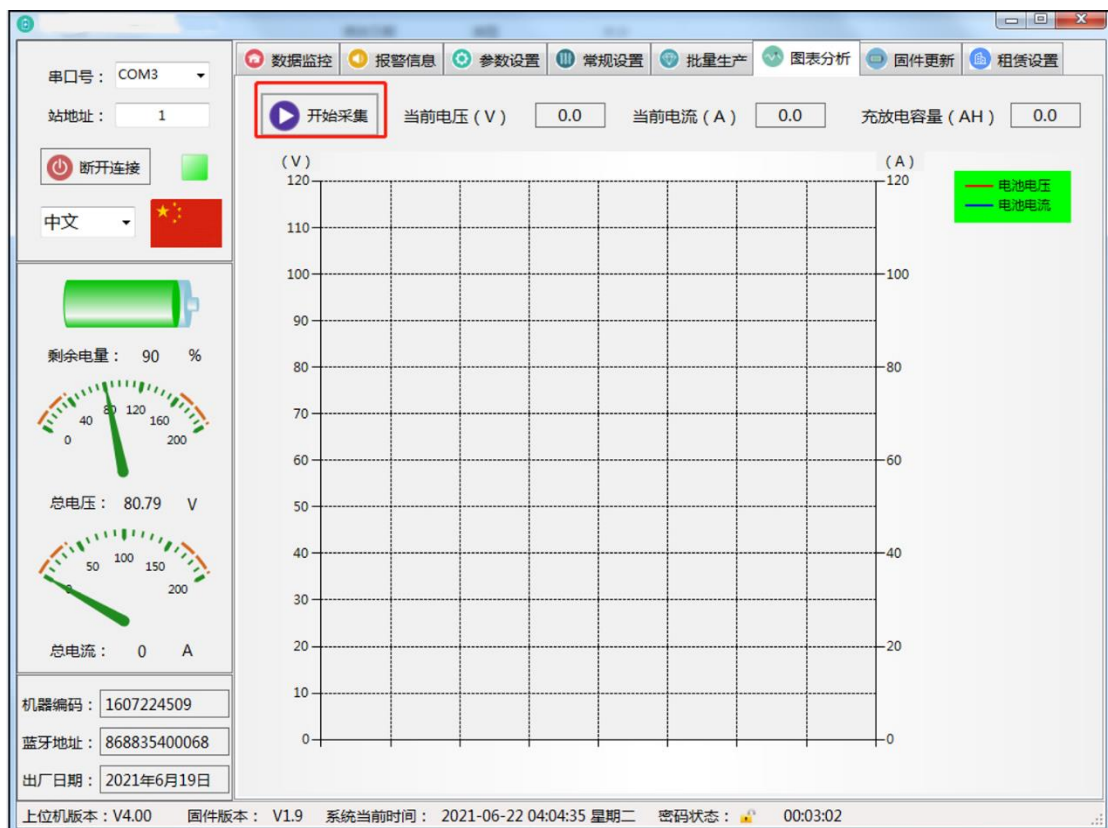 串口号： COM3
站地址： 1
断开连接
中文
剩余电量： 90 %
0 40 80 120 160 200
总电压： 80.79 V
0 50 100 150 200
总电流： 0 A
机器编码： 1607224509
蓝牙地址： 868835400068
出厂日期： 2021年6月19日
数据监控 报警信息 参数设置 常规设置 批量生产 图表分析 固件更新 租赁设置
开始采集 当前电压（V） 0.0 当前电流（A） 0.0 充放电容量（AH） 0.0
（V） （A）
120 120
110
100 100
90
80 80
70
60 60
50
40 40
30
20 20
10
0 0
电池电压
电池电流
上位机版本：V4.00 固件版本： V1.9 系统当前时间： 2021-06-22 04:04:35 星期二 密码状态： 00:03:02